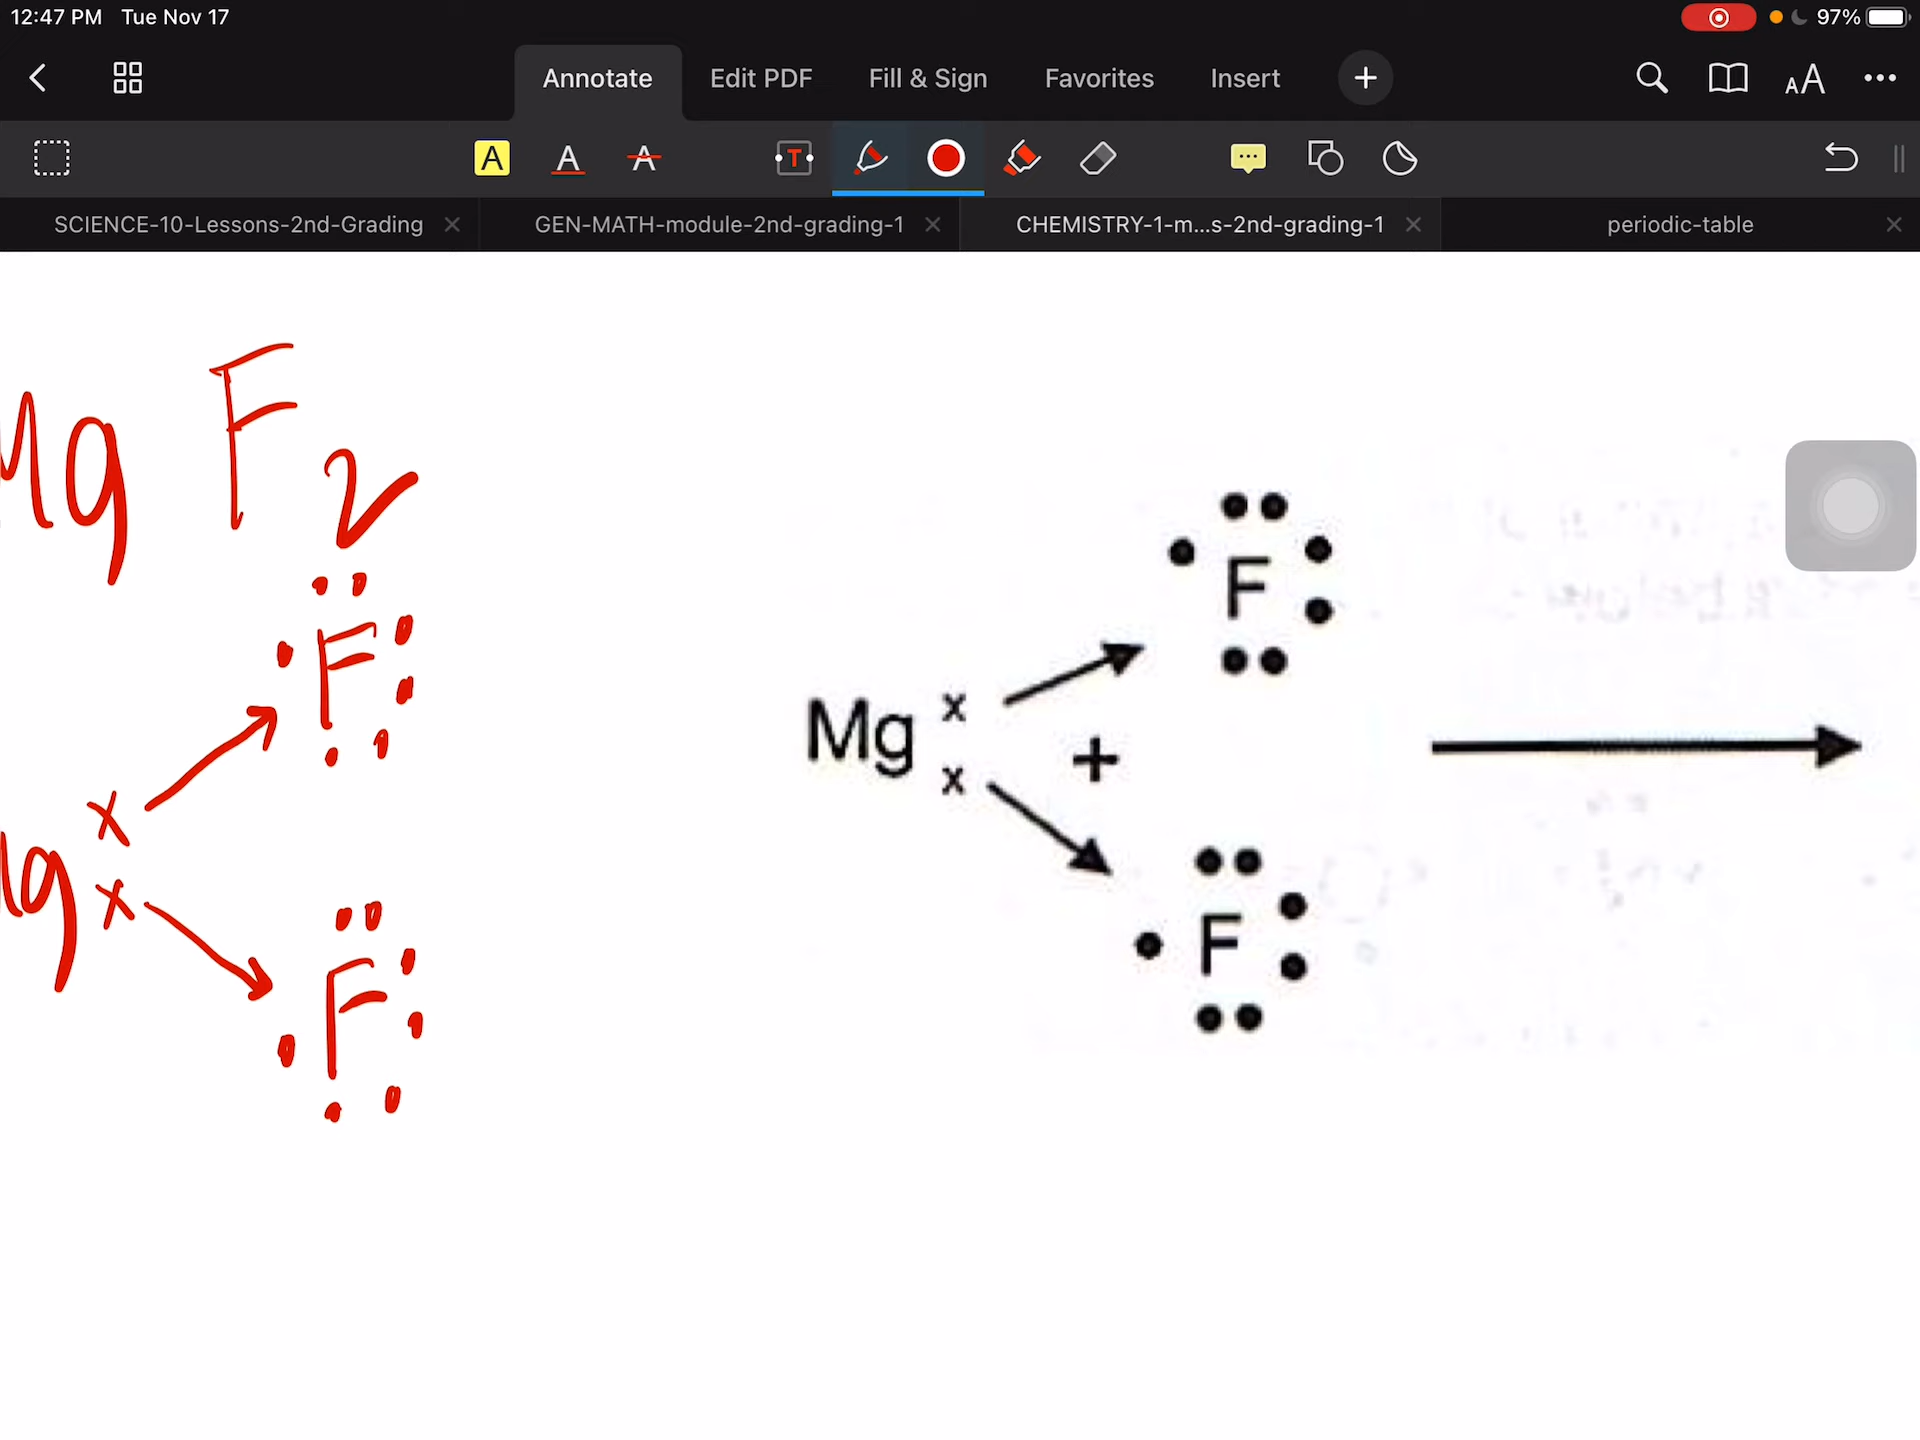 12:47 PM Tue Nov 17
97%
Annotate Edit PDF Fill & Sign Favorites Insert
AA
A A A T
SCIENCE-10-Lessons-2nd-Grading GEN-MATH-module-2nd-grading-1 CHEMISTRY-1-m...s-2nd-grading-1 periodic-table
Mg F2
F
x
Mg x
F
F
Mg x
x
+
F